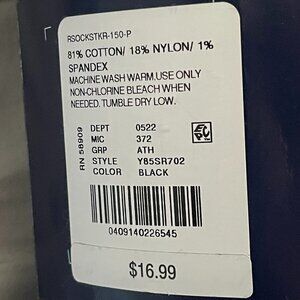 RSOCKSTKR-150-P
81% COTTON/ 18% NYLON/ 1%
SPANDEX
MACHINE WASH WARM.USE ONLY
NON-CHLORINE BLEACH WHEN
NEEDED. TUMBLE DRY LOW.
RN 58909
DEPT 0522
MIC 372
GRP ATH
STYLE Y85SR702
COLOR BLACK
EPC
0409140226545
$16.99